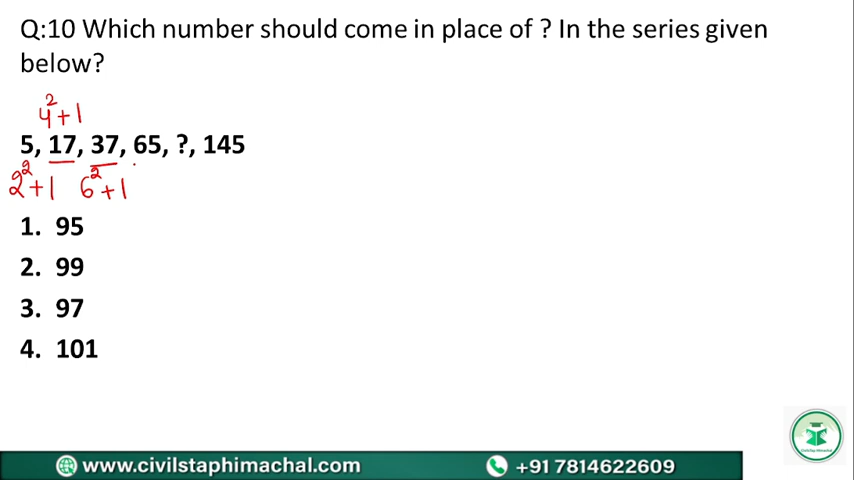 Q:10 Which number should come in place of ? In the series given
below?
4²+1
5, 17, 37, 65, ?, 145
2²+1 6²+1
1. 95
2. 99
3. 97
4. 101
www.civilstaphimachal.com +91 7814622609